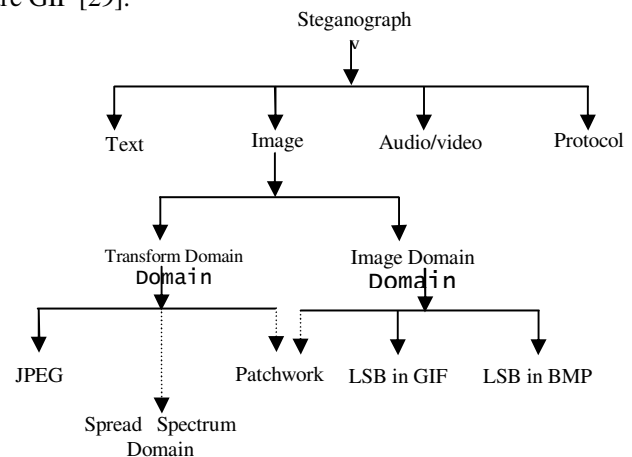 re GIF [29].
Steganograph
y
Text
Image
Audio/video
Protocol
Transform Domain
Domain
Image Domain
Domain
JPEG
Patchwork
LSB in GIF
LSB in BMP
Spread Spectrum
Domain